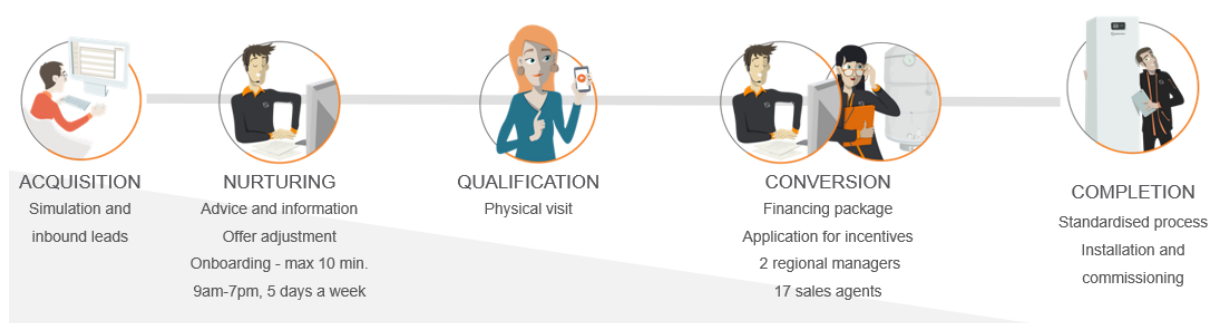 ACQUISITION
Simulation and
inbound leads
NURTURING
Advice and information
Offer adjustment
Onboarding - max 10 min.
9am-7pm, 5 days a week
QUALIFICATION
Physical visit
CONVERSION
Financing package
Application for incentives
2 regional managers
17 sales agents
COMPLETION
Standardised process
Installation and
commissioning